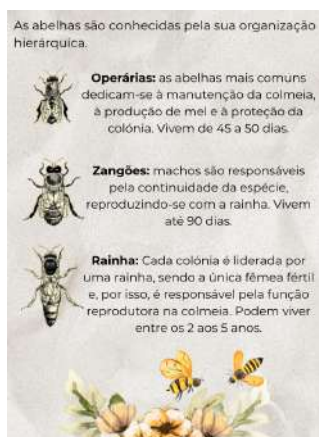 As abelhas são conhecidas pela sua organização
hierárquica.
Operárias: as abelhas mais comuns
dedicam-se à manutenção da colmeia,
à produção de mel e à proteção da
colónia. Vivem de 45 a 50 dias.
Zangões: machos são responsáveis
pela continuidade da espécie,
reproduzindo-se com a rainha. Vivem
até 90 dias.
Rainha: Cada colónia é liderada por
uma rainha, sendo a única fêmea fértil
e, por isso, é responsável pela função
reprodutora na colmeia. Podem viver
entre os 2 aos 5 anos.